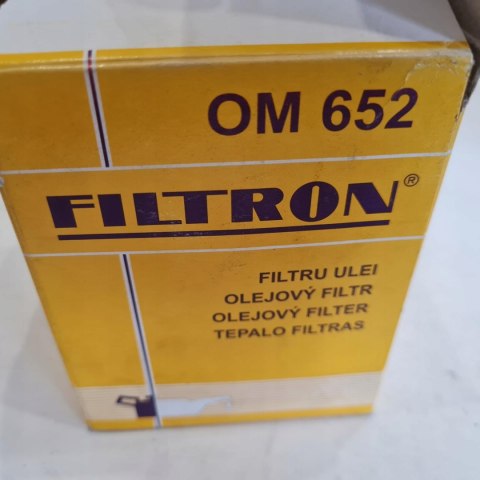 OM 652
FILTRON®
FILTRU ULEI
OLEJOVÝ FILTR
OLEJOVÝ FILTER
TEPALO FILTRAS